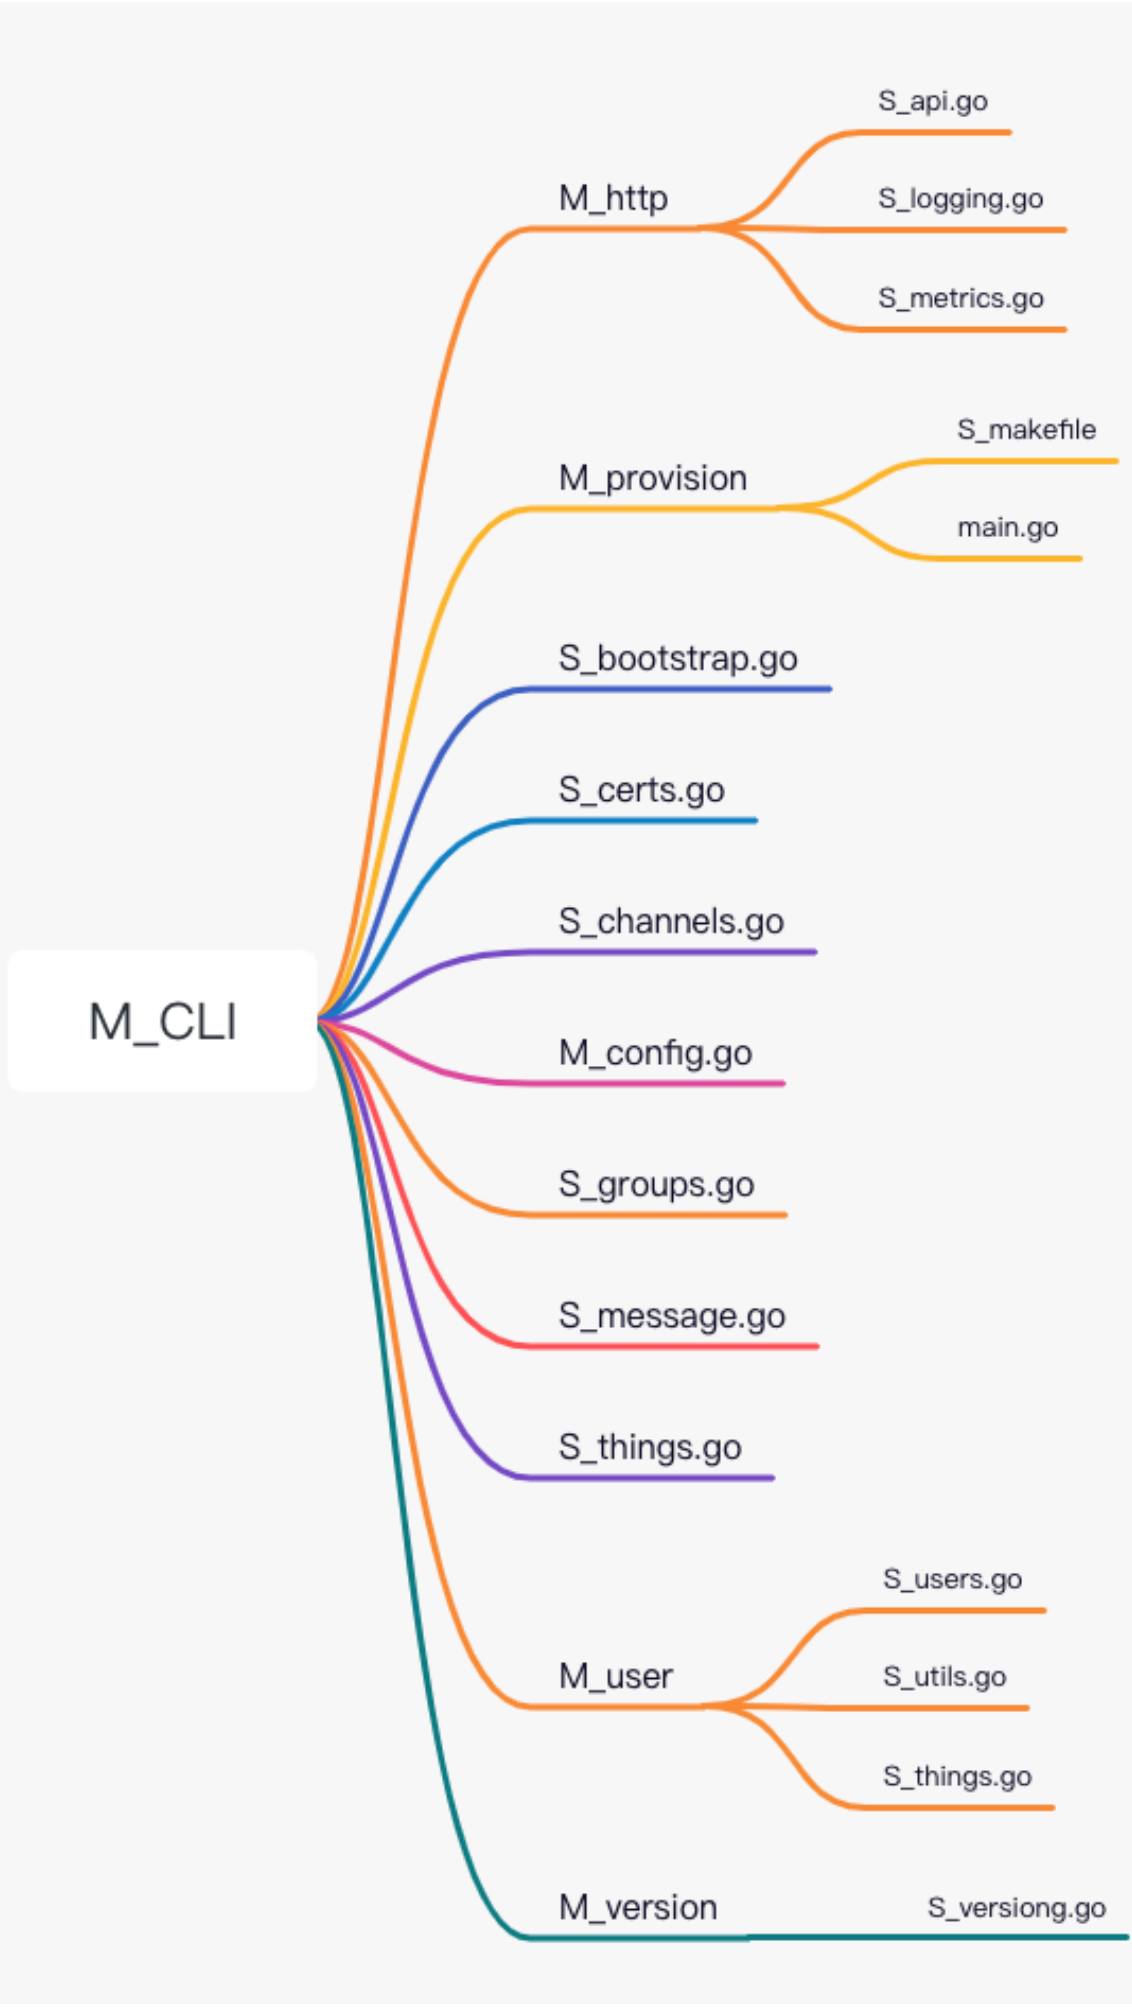 S_api.go
M_http
S_logging.go
S_metrics.go
S_makefile
M_provision
main.go
S_bootstrap.go
S_certs.go
S_channels.go
M_CLI
M_config.go
S_groups.go
S_message.go
S_things.go
S_users.go
M_user
S_utils.go
S_things.go
M_version
S_versiong.go